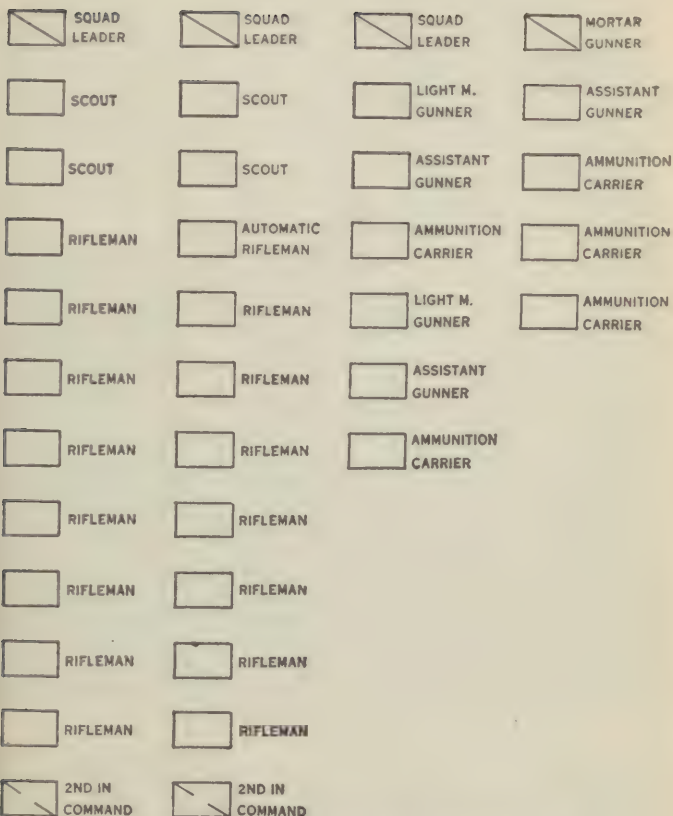 SQUAD
LEADER
SCOUT
SCOUT
RIFLEMAN
RIFLEMAN
RIFLEMAN
RIFLEMAN
RIFLEMAN
RIFLEMAN
RIFLEMAN
RIFLEMAN
2ND IN
COMMAND
SQUAD
LEADER
SCOUT
SCOUT
AUTOMATIC
RIFLEMAN
RIFLEMAN
RIFLEMAN
RIFLEMAN
RIFLEMAN
RIFLEMAN
RIFLEMAN
RIFLEMAN
2ND IN
COMMAND
SQUAD
LEADER
LIGHT M.
GUNNER
ASSISTANT
GUNNER
AMMUNITION
CARRIER
LIGHT M.
GUNNER
ASSISTANT
GUNNER
AMMUNITION
CARRIER
MORTAR
GUNNER
ASSISTANT
GUNNER
AMMUNITION
CARRIER
AMMUNITION
CARRIER
AMMUNITION
CARRIER